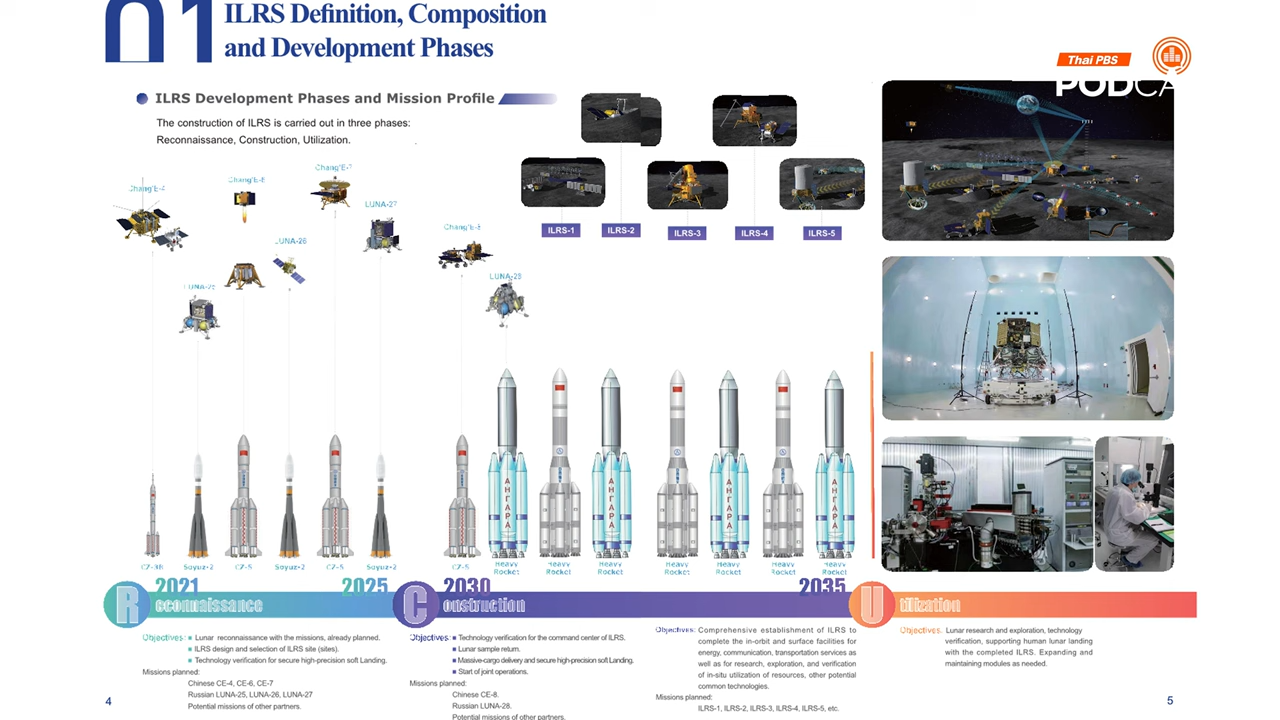 01
ILRS Definition, Composition
and Development Phases
Thai PBS
PODCA
ILRS Development Phases and Mission Profile
The construction of ILRS is carried out in three phases:
Reconnaissance, Construction, Utilization.
Chang'E-4
Chang'E-6
Chang'E-7
LUNA-27
LUNA-26
LUNA-25
Chang'E-8
LUNA-28
ILRS-1
ILRS-2
ILRS-3
ILRS-4
ILRS-5
АНГАРА
АНГАРА
АНГАРА
АНГАРА
CZ-3B
Soyuz-2
CZ-5
Soyuz-2
CZ-5
Soyuz-2
CZ-5
Heavy Rocket
Heavy Rocket
Heavy Rocket
Heavy Rocket
Heavy Rocket
Heavy Rocket
Heavy Rocket
2021
2025
2030
2035
Reconnaissance
Construction
Utilization
Objectives: Lunar reconnaissance with the missions, already planned.
ILRS design and selection of ILRS site (sites).
Technology verification for secure high-precision soft Landing.
Missions planned:
Chinese CE-4, CE-6, CE-7
Russian LUNA-25, LUNA-26, LUNA-27
Potential missions of other partners.
Objectives: Technology verification for the command center of ILRS.
Lunar sample return.
Massive-cargo delivery and secure high-precision soft Landing.
Start of joint operations.
Missions planned:
Chinese CE-8.
Russian LUNA-28.
Potential missions of other partners.
Objectives: Comprehensive establishment of ILRS to
complete the in-orbit and surface facilities for
energy, communication, transportation services as
well as for research, exploration, and verification
of in-situ utilization of resources, other potential
common technologies.
Missions planned:
ILRS-1, ILRS-2, ILRS-3, ILRS-4, ILRS-5, etc.
Objectives: Lunar research and exploration, technology
verification, supporting human lunar landing
with the completed ILRS. Expanding and
maintaining modules as needed.
4
5